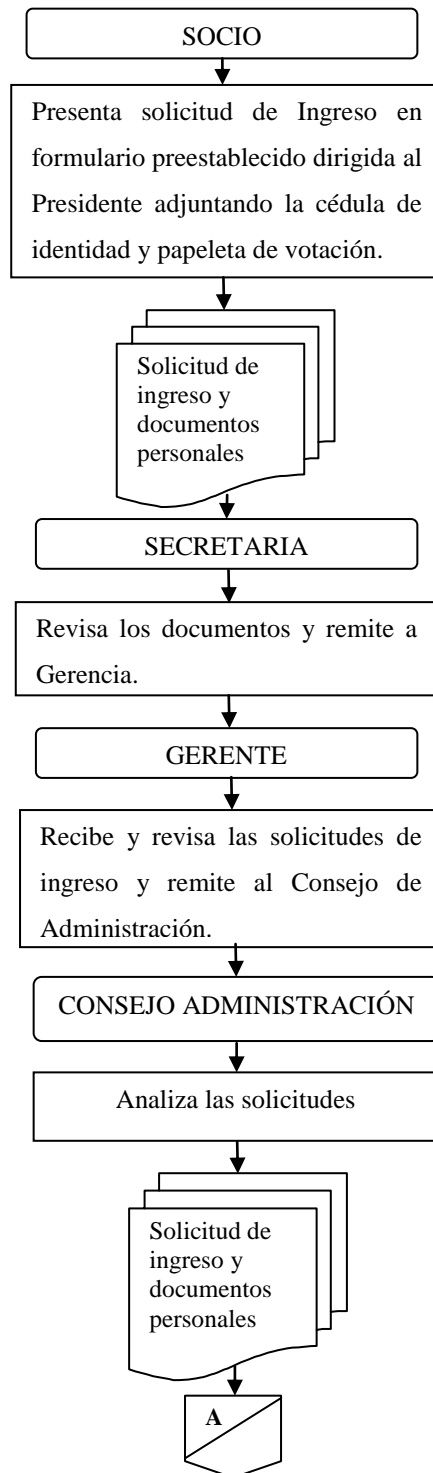 SOCIO
Presenta solicitud de Ingreso en
formulario preestablecido dirigida al
Presidente adjuntando la cédula de
identidad y papeleta de votación.
Solicitud de
ingreso y
documentos
personales
SECRETARIA
Revisa los documentos y remite a
Gerencia.
GERENTE
Recibe y revisa las solicitudes de
ingreso y remite al Consejo de
Administración.
CONSEJO ADMINISTRACIÓN
Analiza las solicitudes
Solicitud de
ingreso y
documentos
personales
A